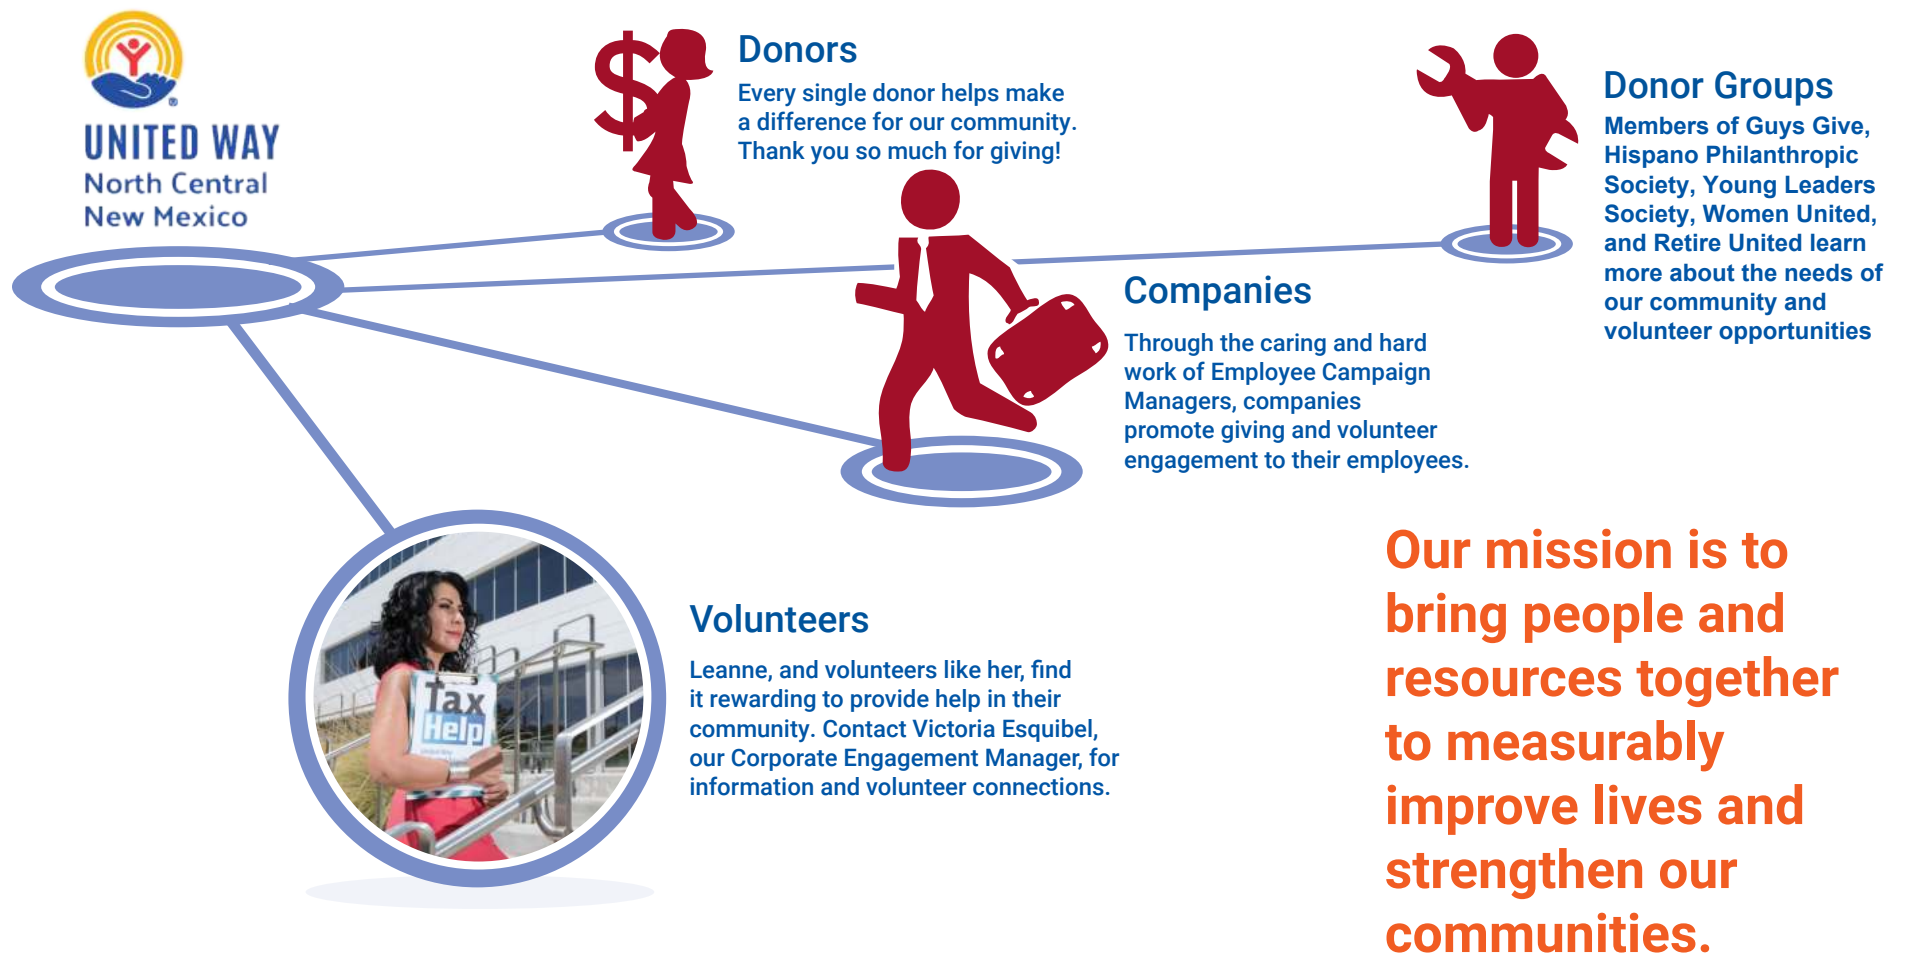 UNITED WAY
North Central
New Mexico
Donors
Every single donor helps make
a difference for our community.
Thank you so much for giving!
Donor Groups
Members of Guys Give,
Hispano Philanthropic
Society, Young Leaders
Society, Women United,
and Retire United learn
more about the needs of
our community and
volunteer opportunities
Companies
Through the caring and hard
work of Employee Campaign
Managers, companies
promote giving and volunteer
engagement to their employees.
Volunteers
Leanne, and volunteers like her, find
it rewarding to provide help in their
community. Contact Victoria Esquibel,
our Corporate Engagement Manager, for
information and volunteer connections.
Tax
Help
Our mission is to
bring people and
resources together
to measurably
improve lives and
strengthen our
communities.